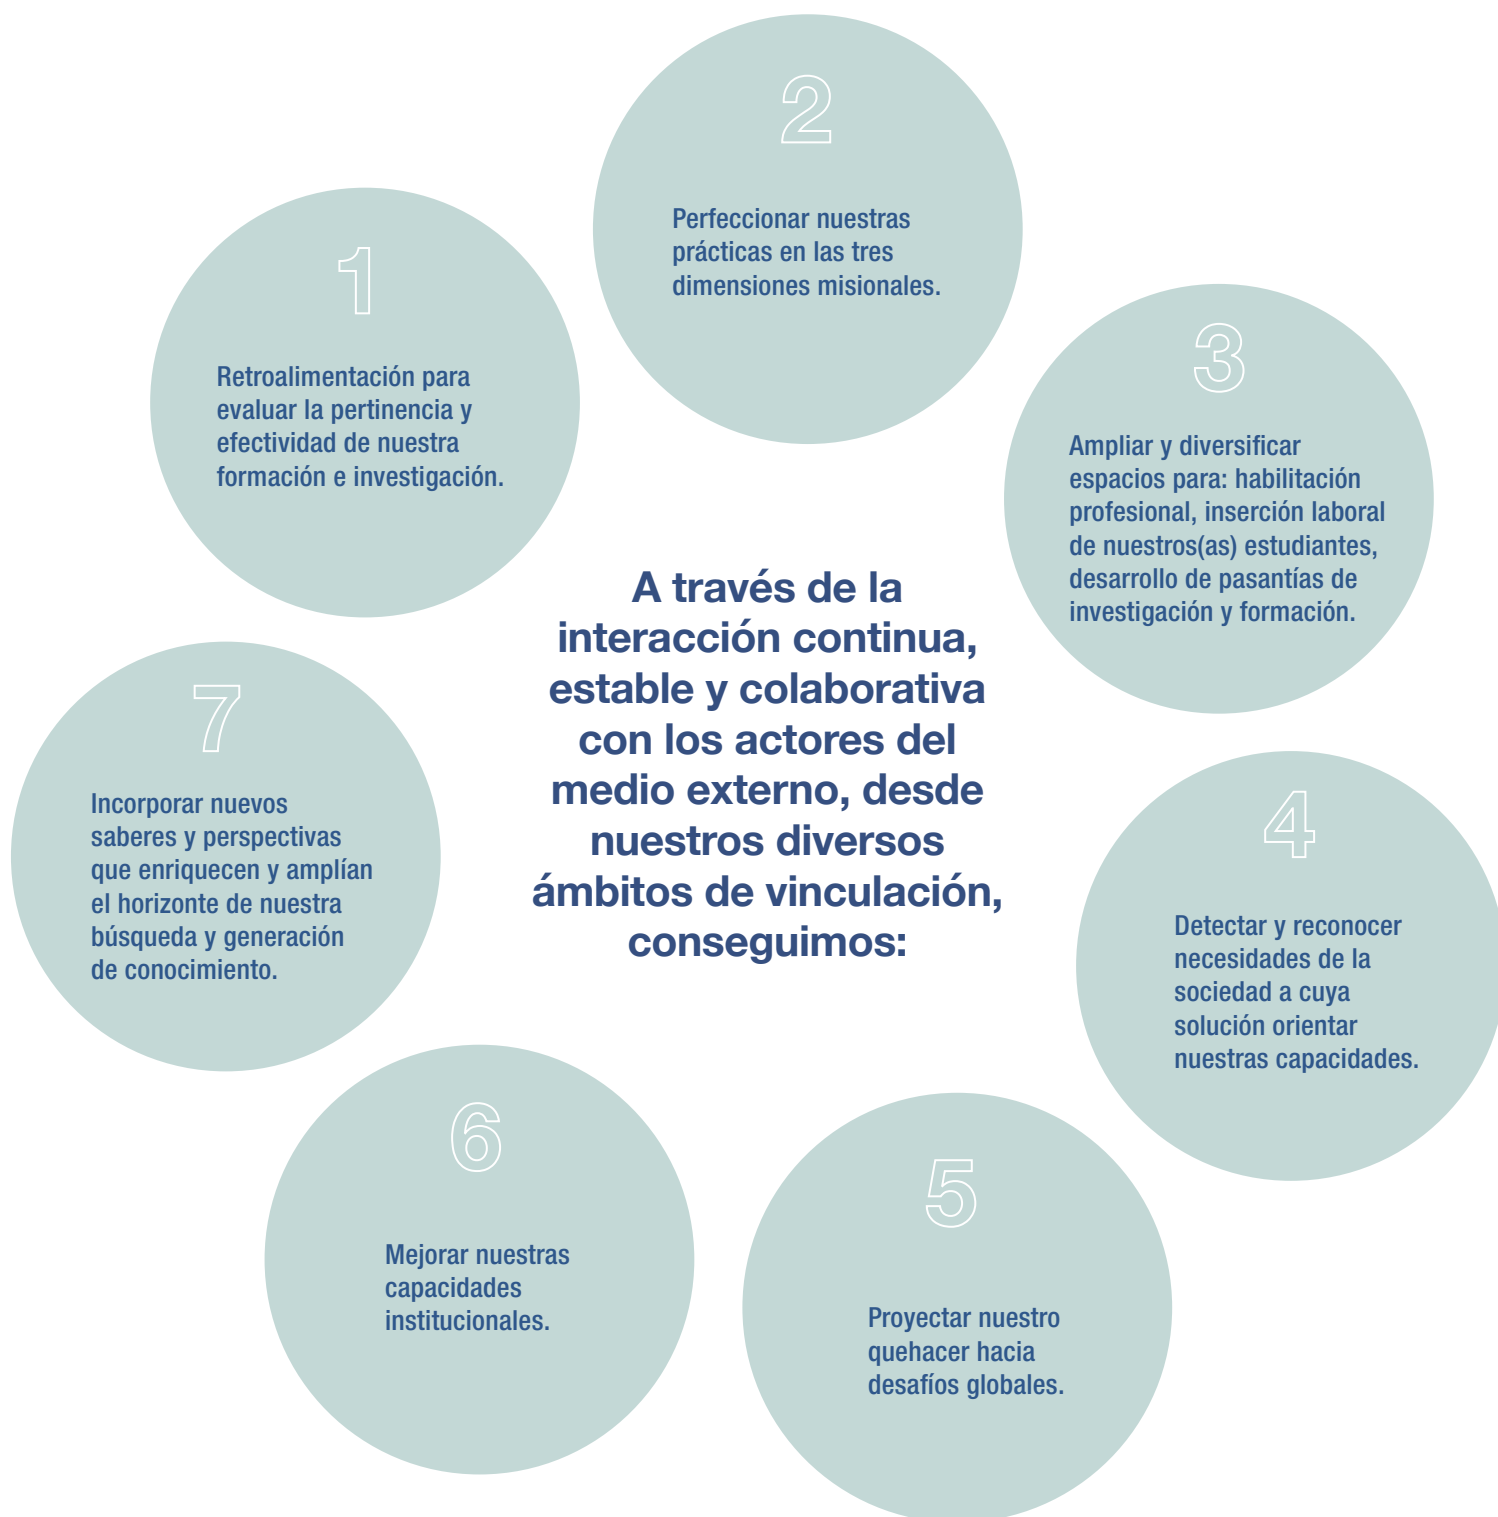 A través de la
interacción continua,
estable y colaborativa
con los actores del
medio externo, desde
nuestros diversos
ámbitos de vinculación,
conseguimos:
1
Retroalimentación para
evaluar la pertinencia y
efectividad de nuestra
formación e investigación.
2
Perfeccionar nuestras
prácticas en las tres
dimensiones misionales.
3
Ampliar y diversificar
espacios para: habilitación
profesional, inserción laboral
de nuestros(as) estudiantes,
desarrollo de pasantías de
investigación y formación.
4
Detectar y reconocer
necesidades de la
sociedad a cuya
solución orientar
nuestras capacidades.
5
Proyectar nuestro
quehacer hacia
desafíos globales.
6
Mejorar nuestras
capacidades
institucionales.
7
Incorporar nuevos
saberes y perspectivas
que enriquecen y amplían
el horizonte de nuestra
búsqueda y generación
de conocimiento.